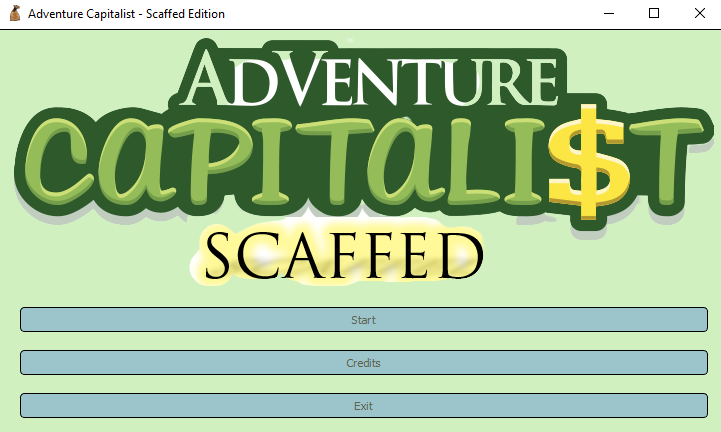 Adventure Capitalist - Scaffed Edition
ADVENTURE
CAPITALI$T
SCAFFED
Start
Credits
Exit